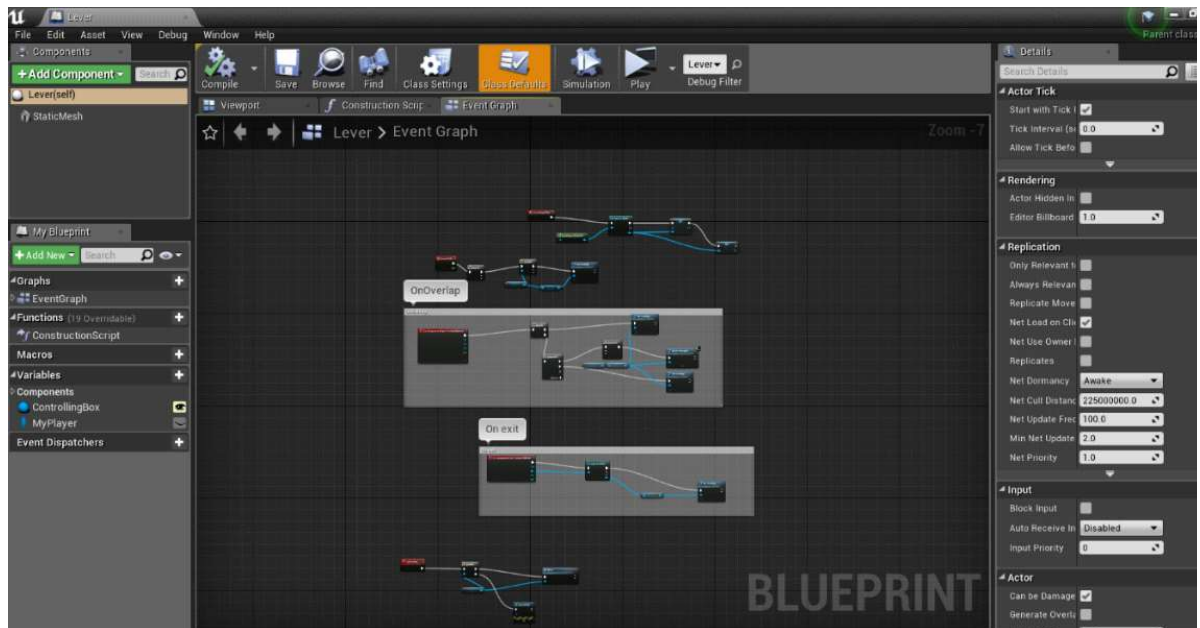 Lever
File Edit Asset View Debug Window Help
Parent class
Components
+Add Component
Search
Lever(self)
StaticMesh
Compile
Save
Browse
Find
Class Settings
Class Defaults
Simulation
Play
Lever
Debug Filter
Viewport
Construction Scrip
Event Graph
Lever > Event Graph
Zoom -7
My Blueprint
+Add New
Search
Graphs
EventGraph
Functions (19 Overridable)
ConstructionScript
Macros
Variables
Components
ControllingBox
MyPlayer
Event Dispatchers
OnOverlap
On exit
BLUEPRINT
Details
Search Details
Actor Tick
Start with Tick
Tick Interval (se 0.0
Allow Tick Befo
Rendering
Actor Hidden In
Editor Billboard 1.0
Replication
Only Relevant t
Always Relevan
Replicate Move
Net Load on Clie
Net Use Owner
Replicates
Net Dormancy Awake
Net Cull Distanc 225000000.0
Net Update Frec 100.0
Min Net Update 2.0
Net Priority 1.0
Input
Block Input
Auto Receive In Disabled
Input Priority 0
Actor
Can be Damage
Generate Overla